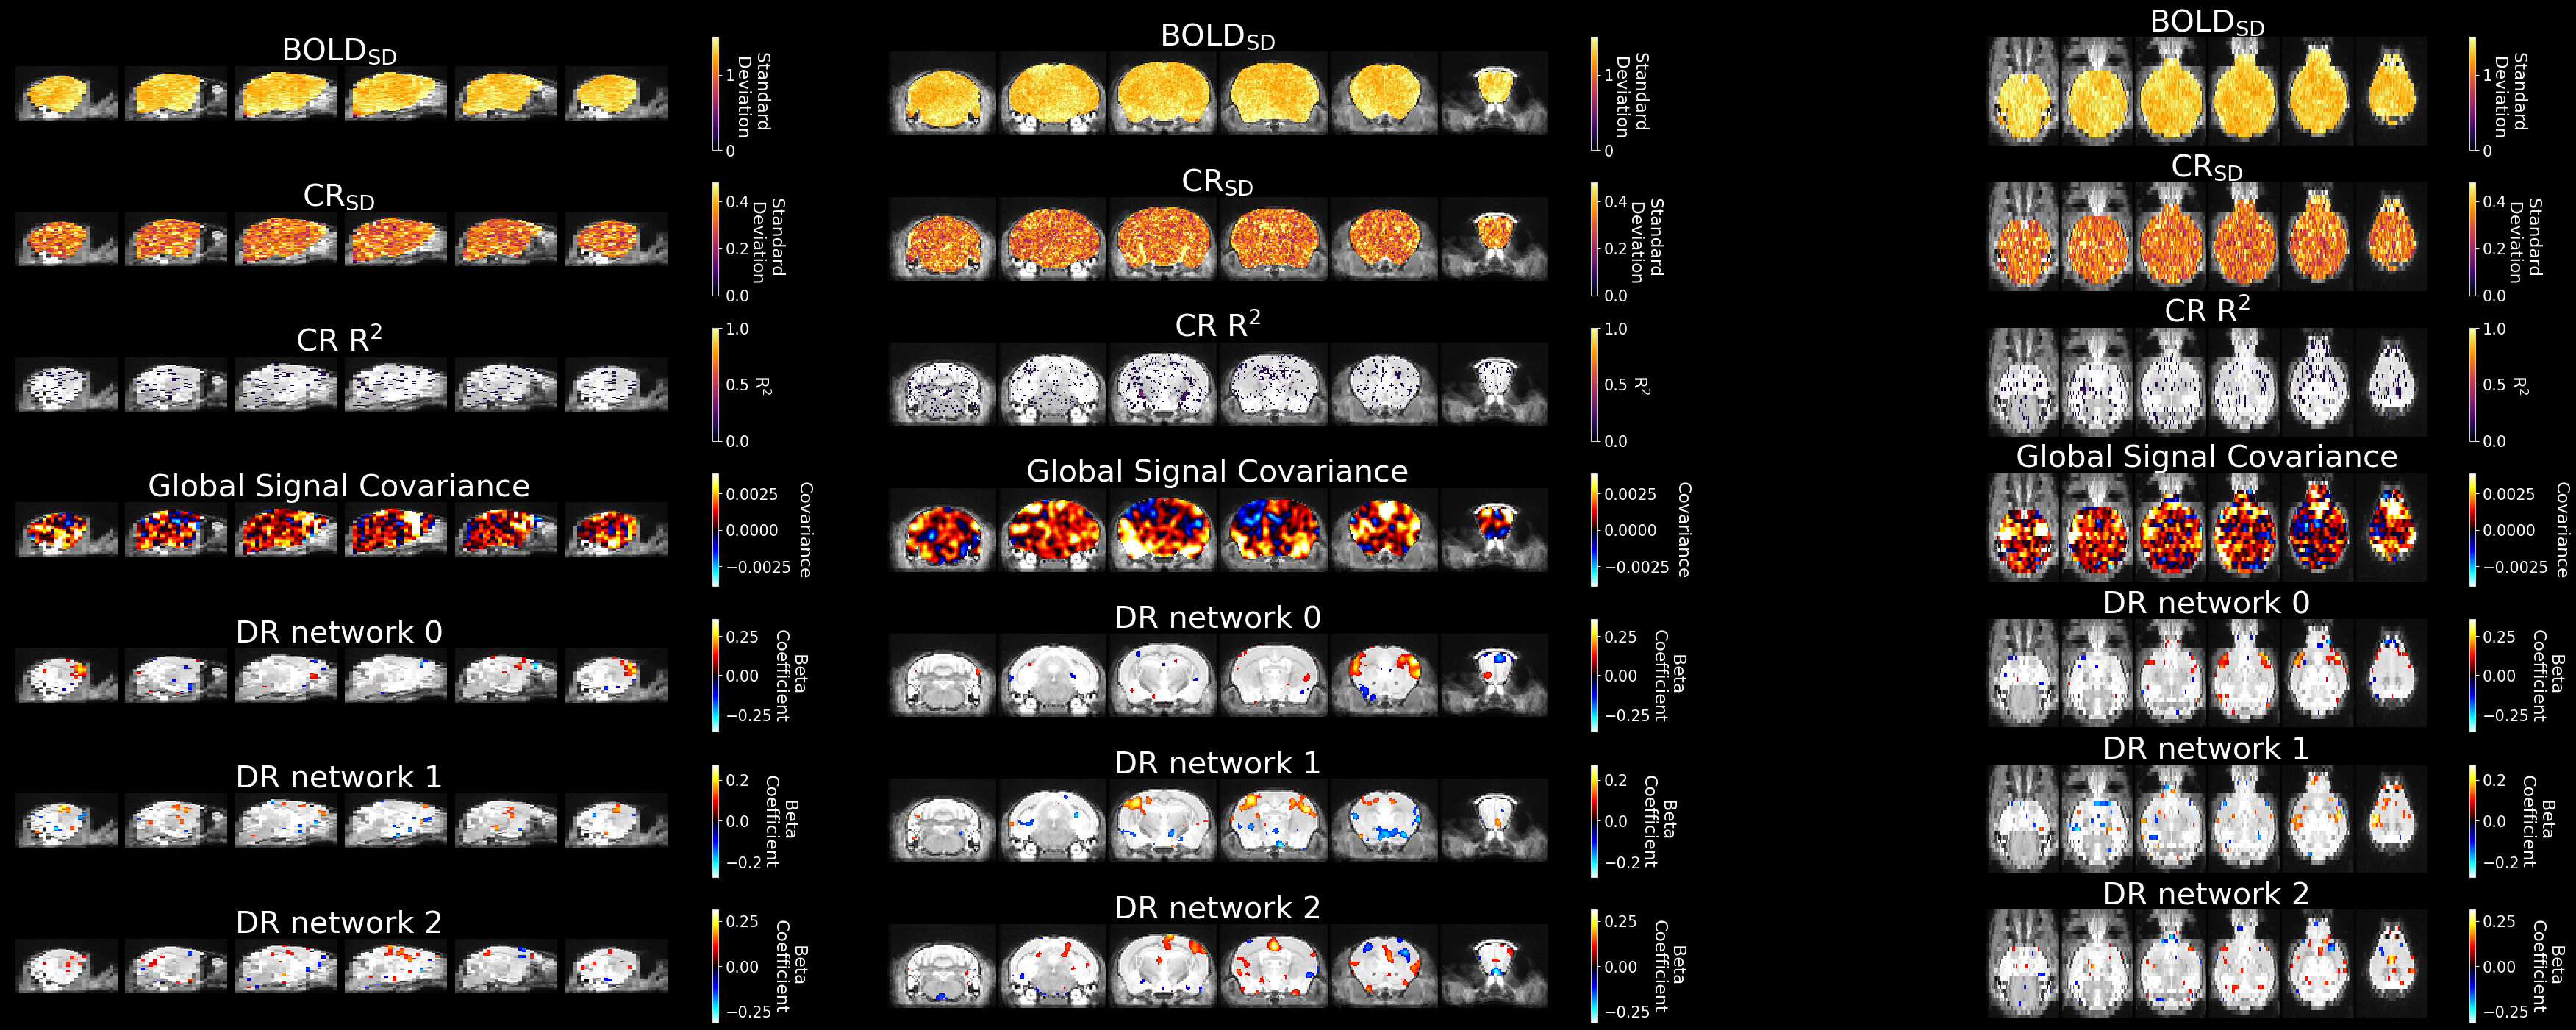 BOLD_SD
1
0
Standard
Deviation
CR_SD
0.4
0.2
0.0
Standard
Deviation
CR R²
1.0
0.5
0.0
R²
Global Signal Covariance
0.0025
0.0000
−0.0025
Covariance
DR network 0
0.25
0.00
−0.25
Beta
Coefficient
DR network 1
0.2
0.0
−0.2
Beta
Coefficient
DR network 2
0.25
0.00
−0.25
Beta
Coefficient
BOLD_SD
1
0
Standard
Deviation
CR_SD
0.4
0.2
0.0
Standard
Deviation
CR R²
1.0
0.5
0.0
R²
Global Signal Covariance
0.0025
0.0000
−0.0025
Covariance
DR network 0
0.25
0.00
−0.25
Beta
Coefficient
DR network 1
0.2
0.0
−0.2
Beta
Coefficient
DR network 2
0.25
0.00
−0.25
Beta
Coefficient
BOLD_SD
1
0
Standard
Deviation
CR_SD
0.4
0.2
0.0
Standard
Deviation
CR R²
1.0
0.5
0.0
R²
Global Signal Covariance
0.0025
0.0000
−0.0025
Covariance
DR network 0
0.25
0.00
−0.25
Beta
Coefficient
DR network 1
0.2
0.0
−0.2
Beta
Coefficient
DR network 2
0.25
0.00
−0.25
Beta
Coefficient